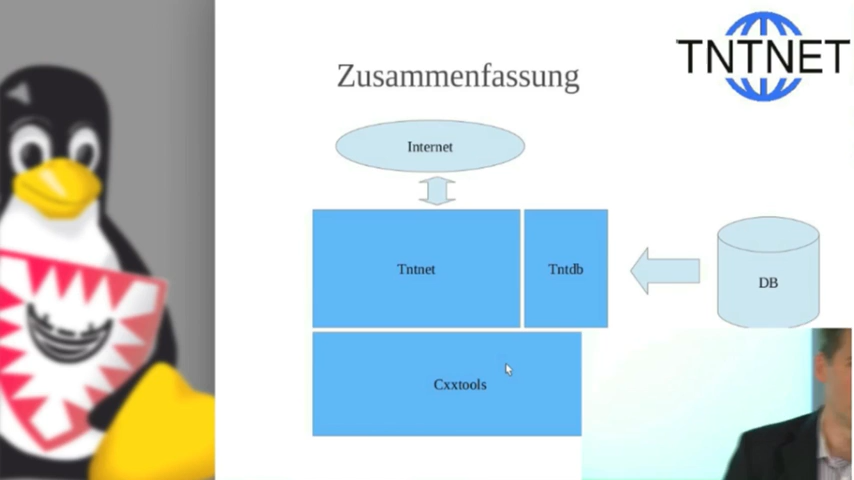 TNTNET
Zusammenfassung
Internet
Tntnet
Tntdb
DB
Cxxtools